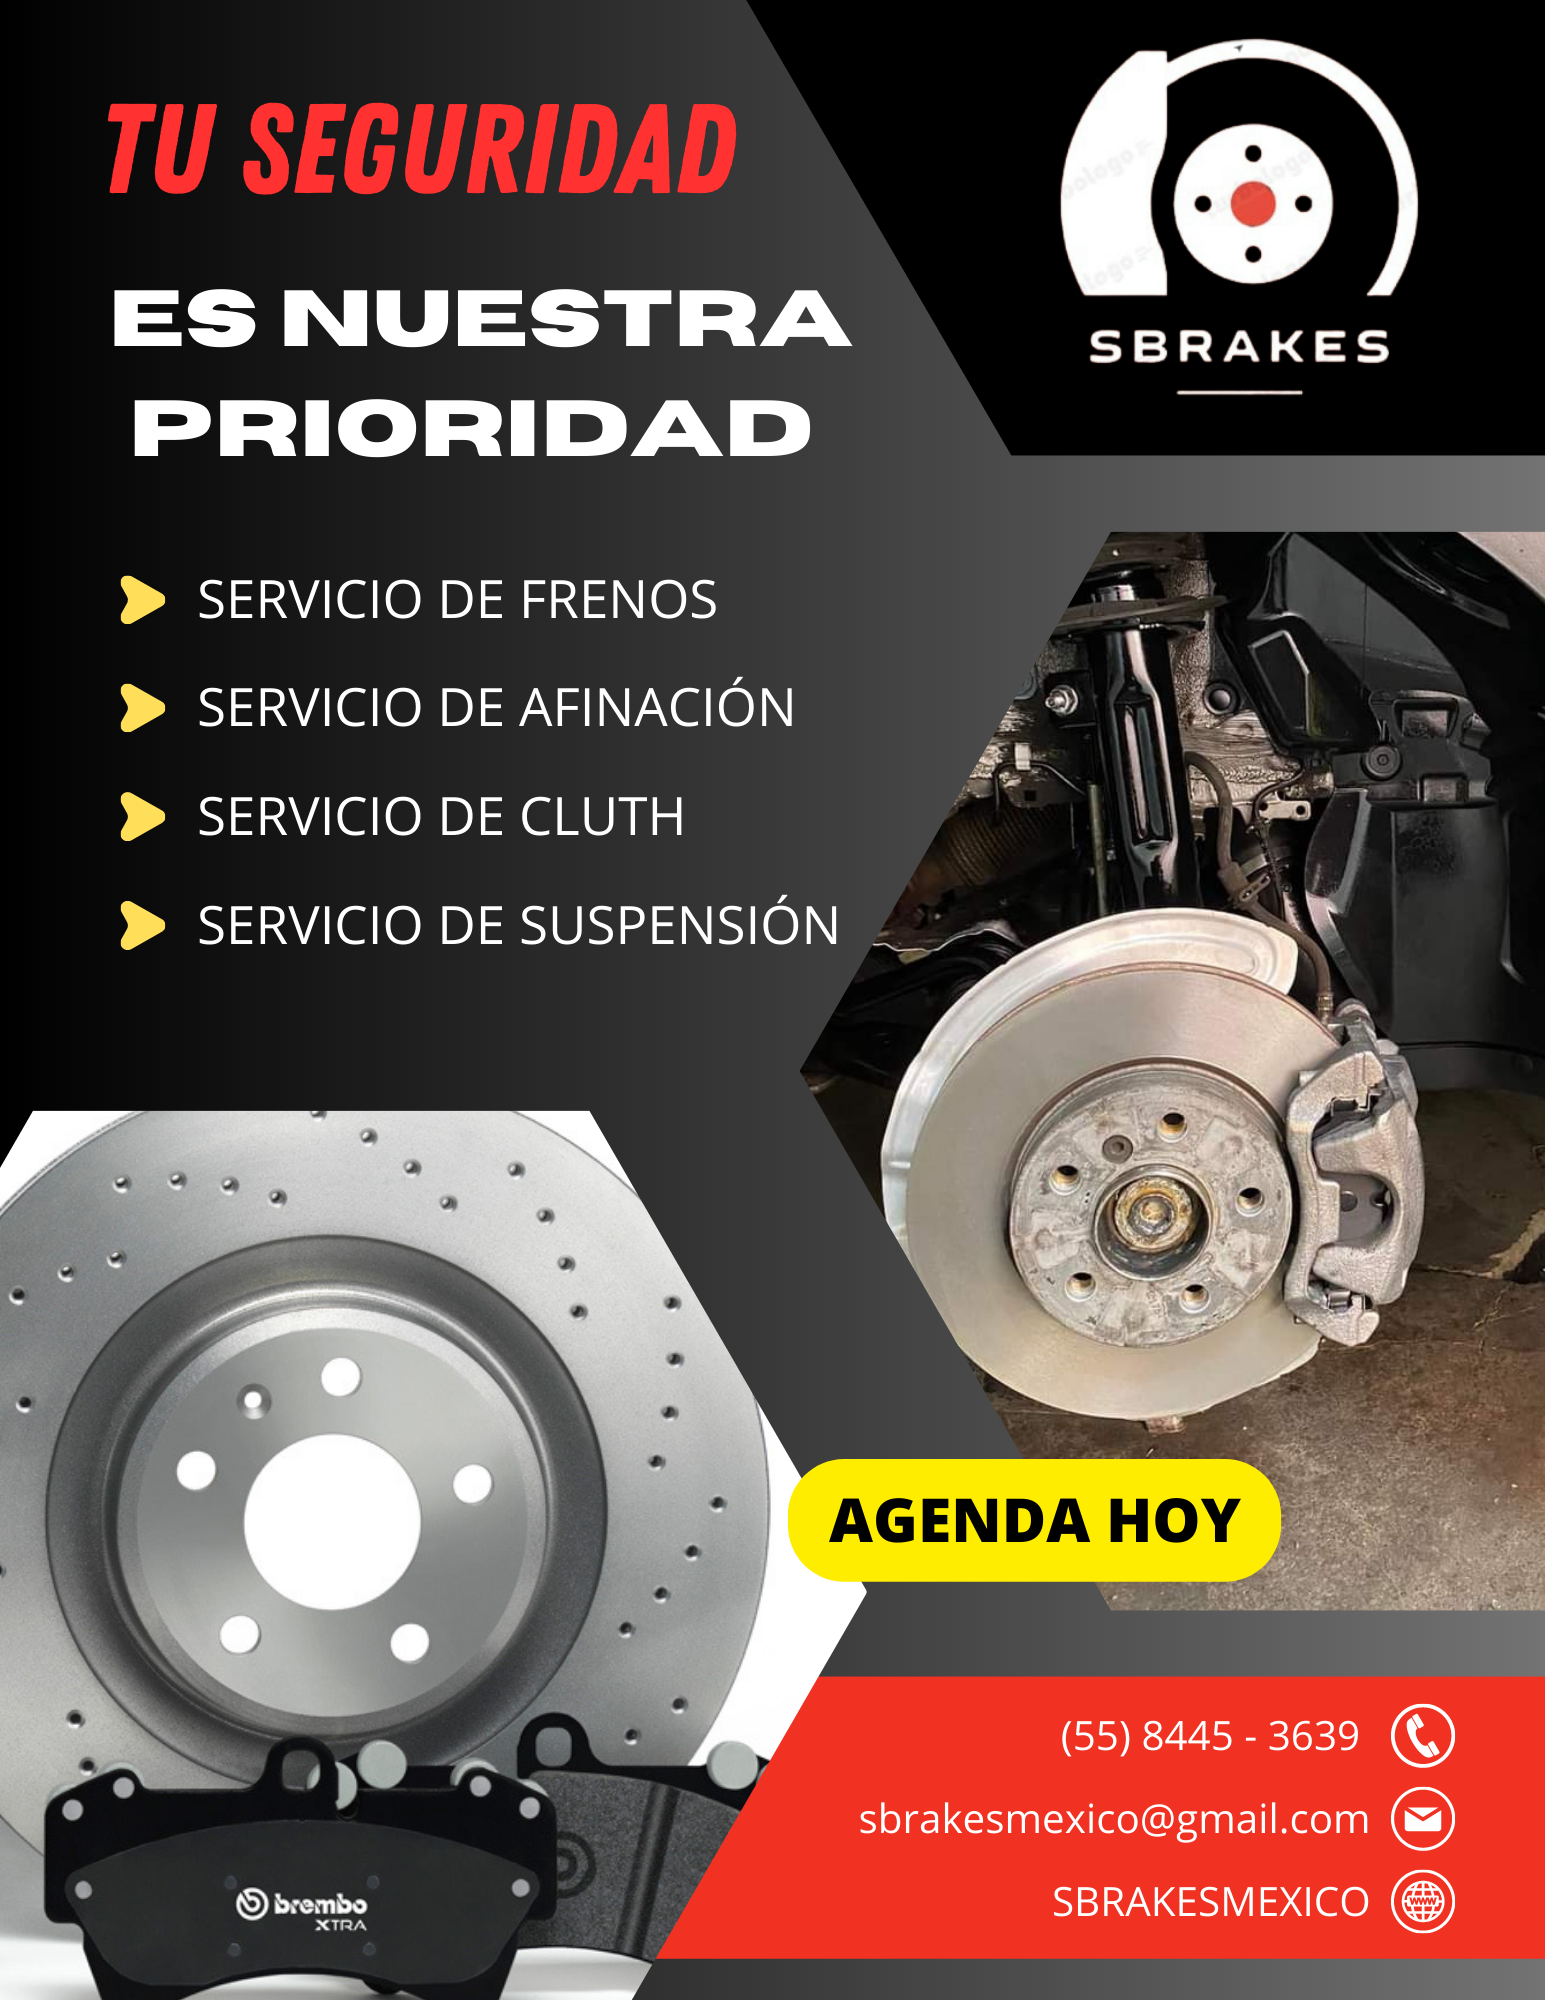 TU SEGURIDAD
SBRAKES
ES NUESTRA
PRIORIDAD
SERVICIO DE FRENOS
SERVICIO DE AFINACIÓN
SERVICIO DE CLUTH
SERVICIO DE SUSPENSIÓN
AGENDA HOY
(55) 8445 - 3639
sbrakesmexico@gmail.com
SBRAKESMEXICO
www
brembo
XTRA